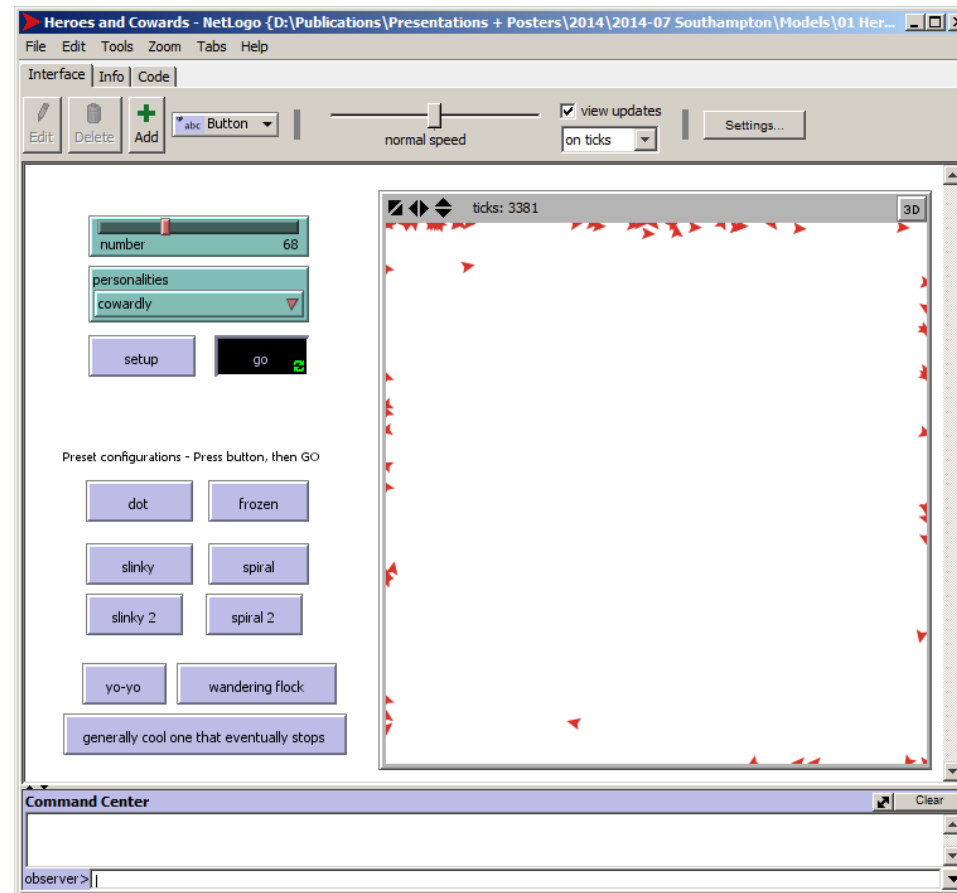 Heroes and Cowards - NetLogo {D:\Publications\Presentations + Posters\2014\2014-07 Southampton\Models\01 Her...
File Edit Tools Zoom Tabs Help
Interface Info Code
Edit Delete Add abc Button normal speed view updates on ticks Settings...
ticks: 3381 3D
number 68
personalities
cowardly
setup go
Preset configurations - Press button, then GO
dot frozen
slinky spiral
slinky 2 spiral 2
yo-yo wandering flock
generally cool one that eventually stops
Command Center Clear
observer>